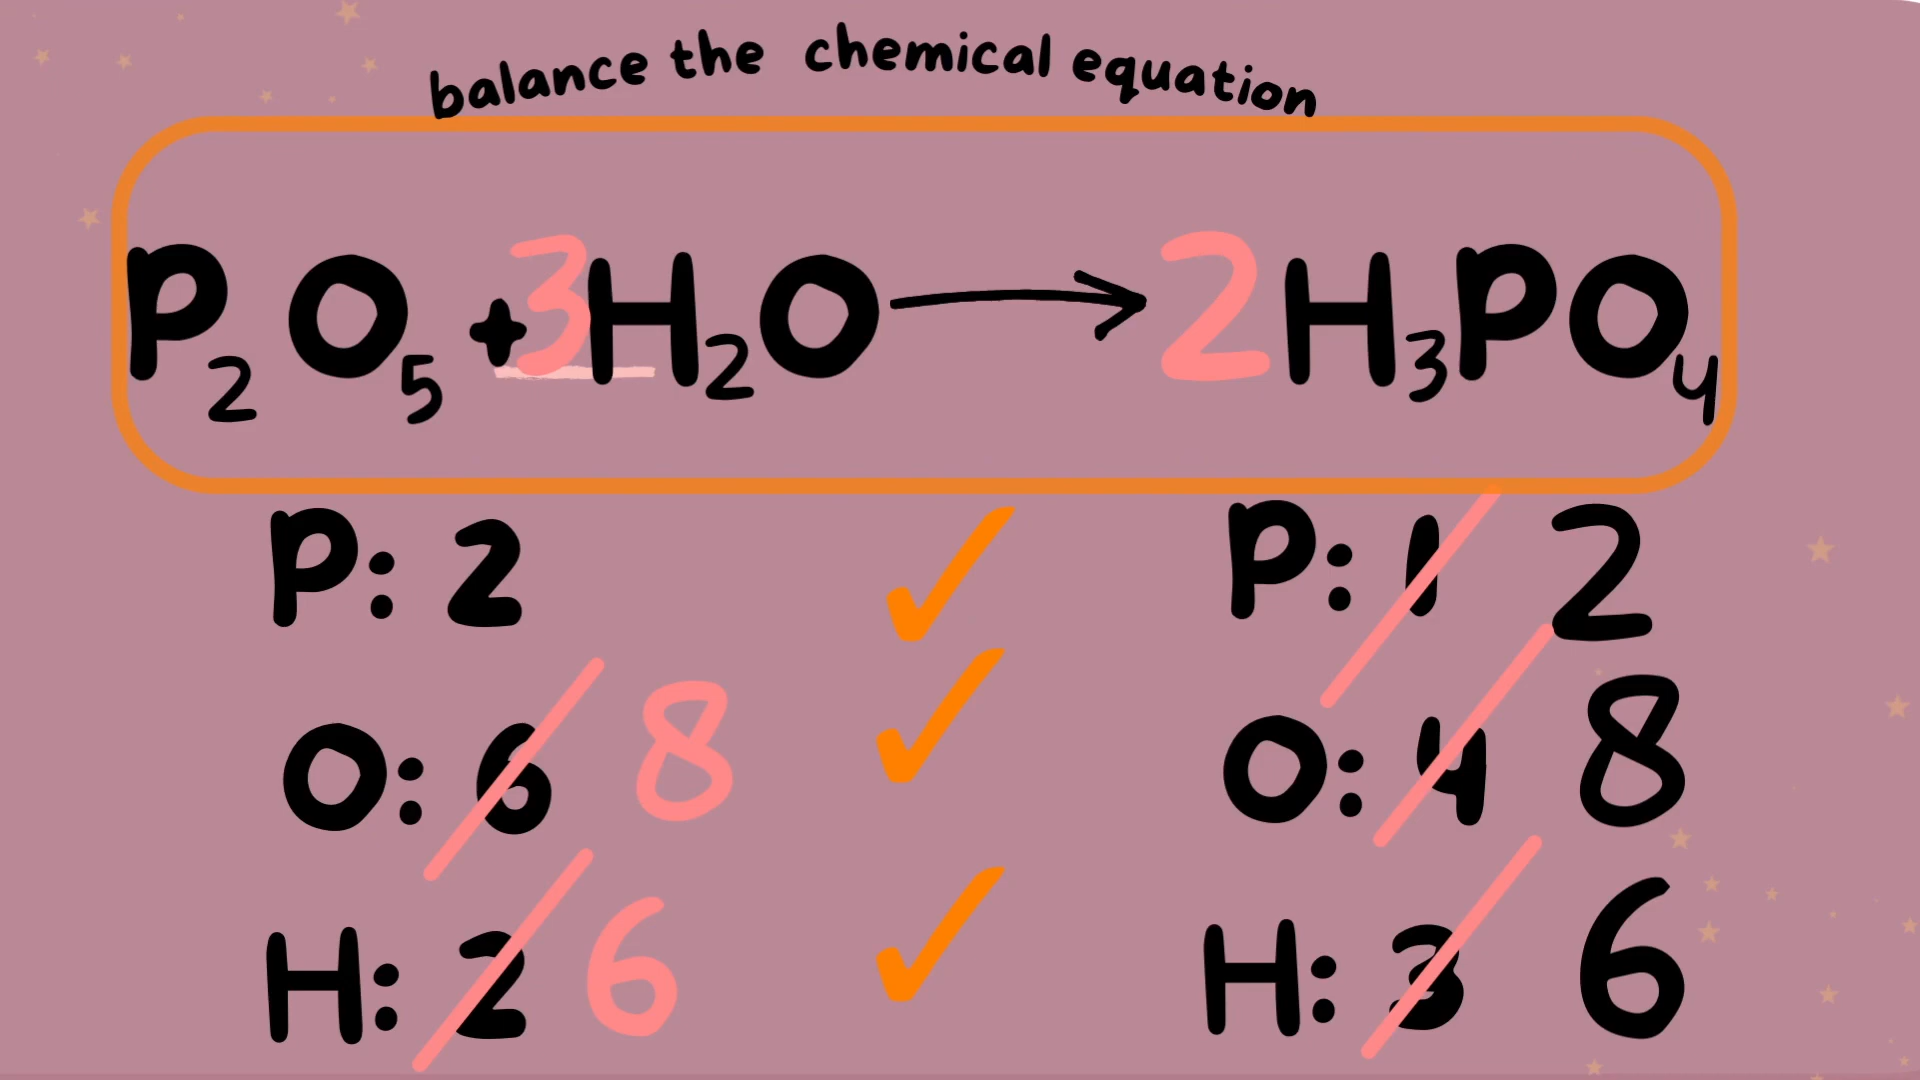 balance the chemical equation
P₂O₅ + 3H₂O → 2H₃PO₄
P: 2 ✓ P: 1 2
O: 6 8 ✓ O: 4 8
H: 2 6 ✓ H: 3 6